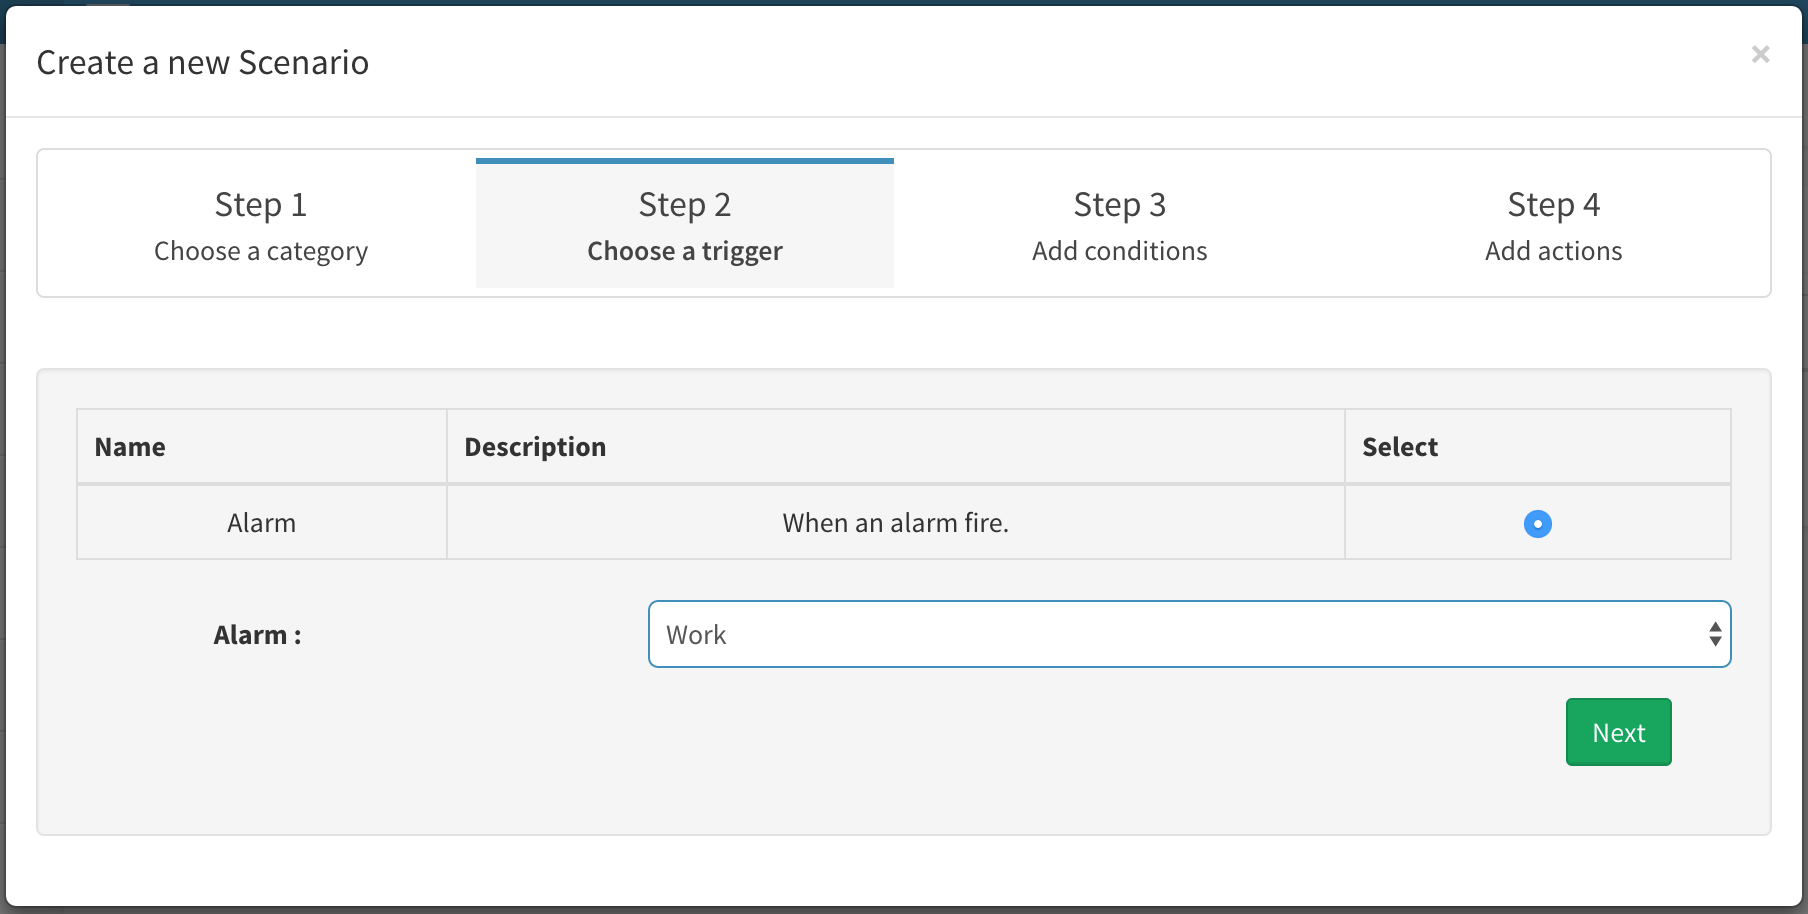 Create a new Scenario
×
Step 1
Choose a category
Step 2
Choose a trigger
Step 3
Add conditions
Step 4
Add actions
Name Description Select
Alarm When an alarm fire.
Alarm : Work
Next